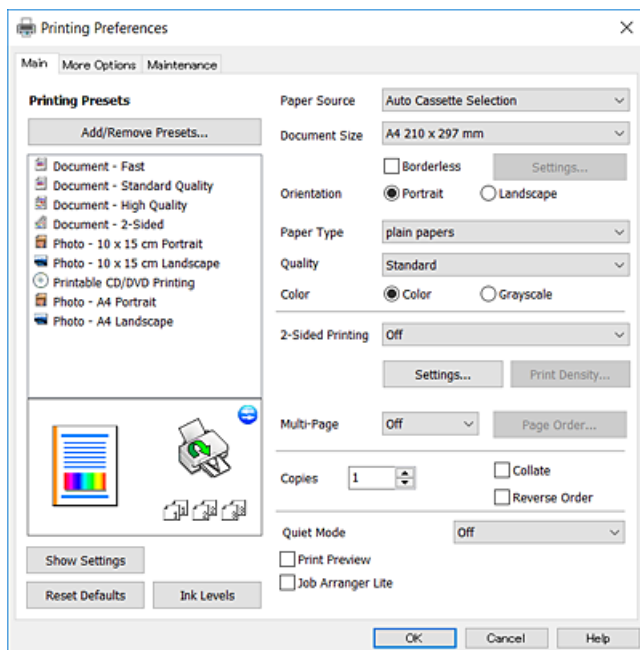 Printing Preferences
Main
More Options
Maintenance
Printing Presets
Add/Remove Presets...
Document - Fast
Document - Standard Quality
Document - High Quality
Document - 2-Sided
Photo - 10 x 15 cm Portrait
Photo - 10 x 15 cm Landscape
Printable CD/DVD Printing
Photo - A4 Portrait
Photo - A4 Landscape
Show Settings
Reset Defaults
Ink Levels
Paper Source
Auto Cassette Selection
Document Size
A4 210 x 297 mm
Borderless
Settings...
Orientation
Portrait
Landscape
Paper Type
plain papers
Quality
Standard
Color
Color
Grayscale
2-Sided Printing
Off
Settings...
Print Density...
Multi-Page
Off
Page Order...
Copies
1
Collate
Reverse Order
Quiet Mode
Off
Print Preview
Job Arranger Lite
OK
Cancel
Help